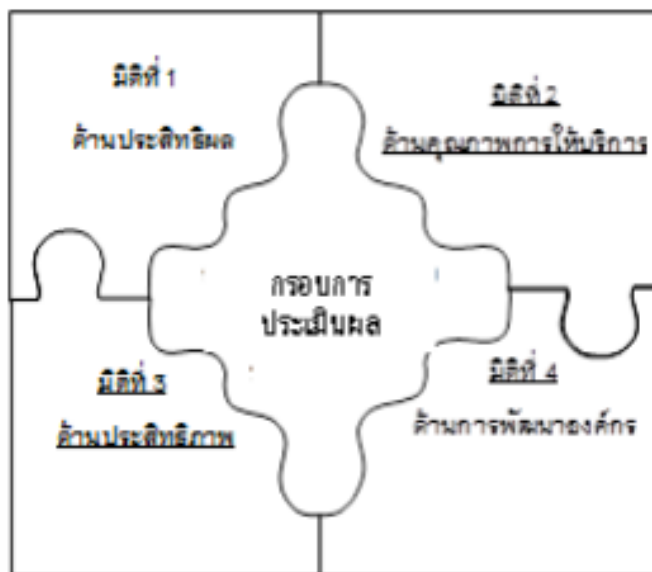 มิติที่ 1
ด้านประสิทธิผล
มิติที่ 2
ด้านคุณภาพการให้บริการ
กรอบการ
ประเมินผล
มิติที่ 3
ด้านประสิทธิภาพ
มิติที่ 4
ด้านการพัฒนาองค์กร